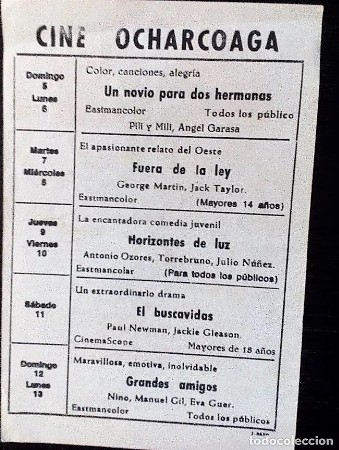 CINE OCHARCOAGA
Domingo
5
Lunes
6
Color, canciones, alegría
Un novio para dos hermanas
Eastmancolor Todos los público
Pili y Mili, Angel Garasa
Martes
7
Miércoles
8
El apasionante relato del Oeste
Fuera de la ley
George Martin, Jack Taylor.
Eastmancolor (Mayores 14 años)
Jueves
9
Viernes
10
La encantadora comedia juvenil
Horizontes de luz
Antonio Ozores, Torrebruno, Julio Núñez.
Eastmancolar (Para todos los públicos)
Sábado
11
Un extraordinario drama
El buscavidas
Paul Newman, Jackie Gleason.
CinemaScope Mayores de 18 años
Domingo
12
Lunes
13
Maravillosa, emotiva, inolvidable
Grandes amigos
Nino, Manuel Gil, Eva Guer.
Eastmancolor Todos los públicos
todocoleccion